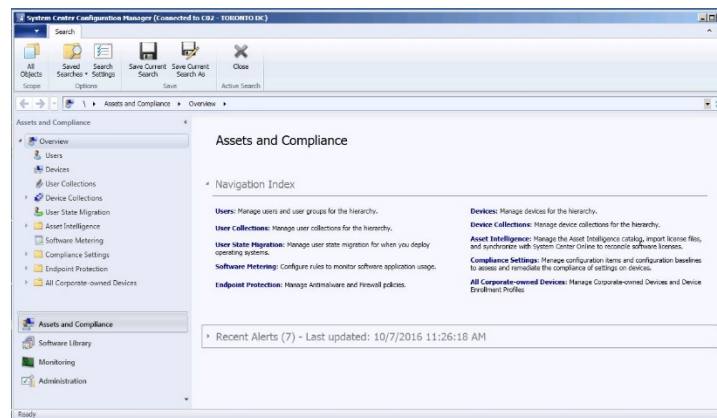 System Center Configuration Manager (Connected to C02 - TORONTO DC)
Search
All Objects
Saved Searches
Search Settings
Save Current Search
Save Current Search As
Close
Scope
Options
Save
Active Search
\ Assets and Compliance Overview
Assets and Compliance
Overview
Users
Devices
User Collections
Device Collections
User State Migration
Asset Intelligence
Software Metering
Compliance Settings
Endpoint Protection
All Corporate-owned Devices
Assets and Compliance
Software Library
Monitoring
Administration
Ready
Assets and Compliance
Navigation Index
Users: Manage users and user groups for the hierarchy.
User Collections: Manage user collections for the hierarchy.
User State Migration: Manage user state migration for when you deploy
operating systems.
Software Metering: Configure rules to monitor software application usage.
Endpoint Protection: Manage Antimalware and Firewall policies.
Devices: Manage devices for the hierarchy.
Device Collections: Manage device collections for the hierarchy.
Asset Intelligence: Manage the Asset Intelligence catalog, import license files,
and synchronize with System Center Online to reconcile software licenses.
Compliance Settings: Manage configuration items and configuration baselines
to assess and remediate the compliance of settings on devices.
All Corporate-owned Devices: Manage Corporate-owned Devices and Device
Enrollment Profiles
Recent Alerts (7) - Last updated: 10/7/2016 11:26:18 AM